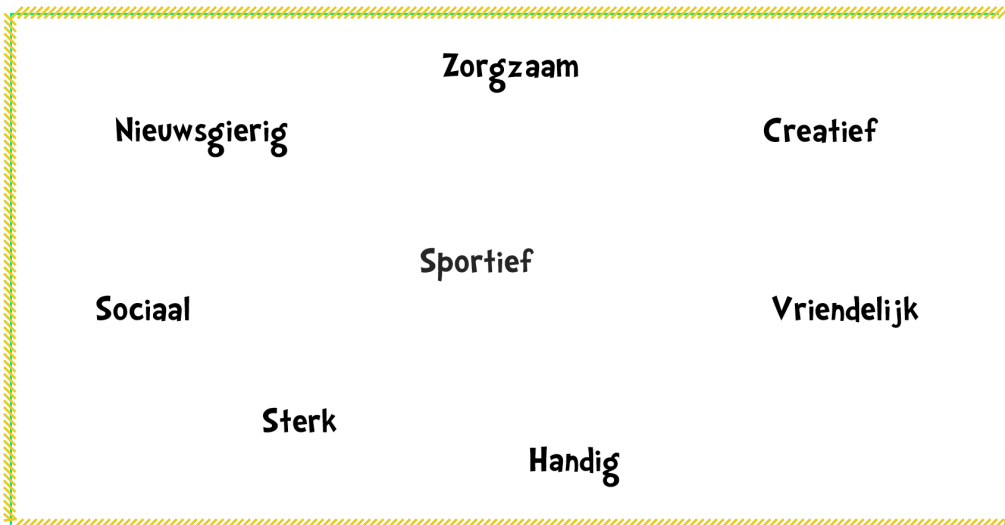 Zorgzaam
Nieuwsgierig
Creatief
Sportief
Sociaal
Vriendelijk
Sterk
Handig